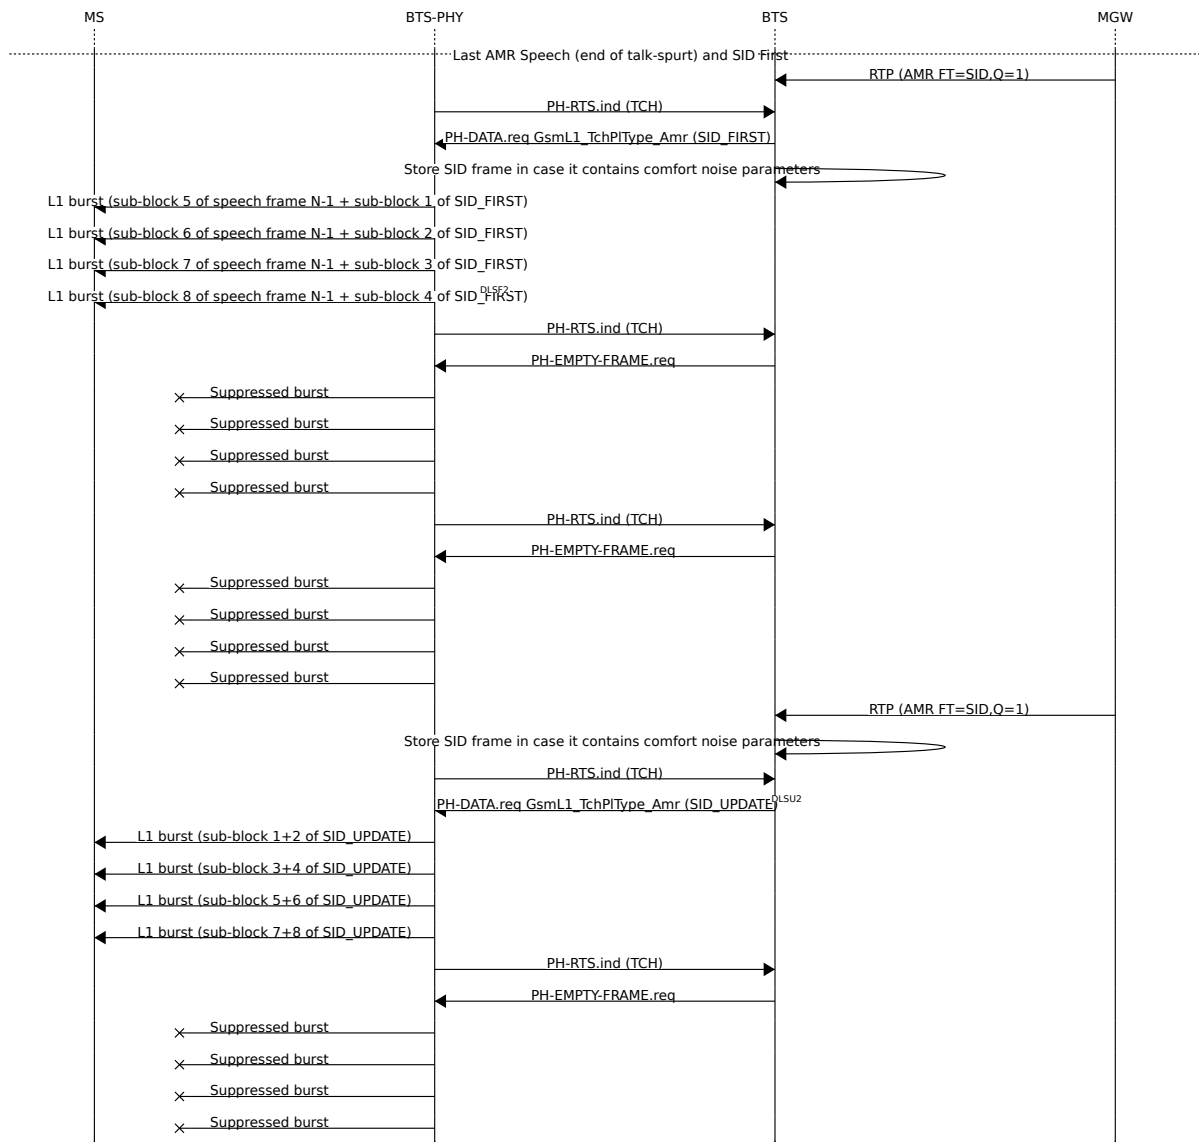 MS BTS-PHY BTS MGW
Last AMR Speech (end of talk-spurt) and SID First
RTP (AMR FT=SID,Q=1)
PH-RTS.ind (TCH)
PH-DATA.req GsmL1_TchPlType_Amr (SID_FIRST)
Store SID frame in case it contains comfort noise parameters
L1 burst (sub-block 5 of speech frame N-1 + sub-block 1 of SID_FIRST)
L1 burst (sub-block 6 of speech frame N-1 + sub-block 2 of SID_FIRST)
L1 burst (sub-block 7 of speech frame N-1 + sub-block 3 of SID_FIRST)
L1 burst (sub-block 8 of speech frame N-1 + sub-block 4 of SID_FIRST)
DLSF2
PH-RTS.ind (TCH)
PH-EMPTY-FRAME.req
Suppressed burst
Suppressed burst
Suppressed burst
Suppressed burst
PH-RTS.ind (TCH)
PH-EMPTY-FRAME.req
Suppressed burst
Suppressed burst
Suppressed burst
Suppressed burst
RTP (AMR FT=SID,Q=1)
Store SID frame in case it contains comfort noise parameters
PH-RTS.ind (TCH)
PH-DATA.req GsmL1_TchPlType_Amr (SID_UPDATE)
DLSU2
L1 burst (sub-block 1+2 of SID_UPDATE)
L1 burst (sub-block 3+4 of SID_UPDATE)
L1 burst (sub-block 5+6 of SID_UPDATE)
L1 burst (sub-block 7+8 of SID_UPDATE)
PH-RTS.ind (TCH)
PH-EMPTY-FRAME.req
Suppressed burst
Suppressed burst
Suppressed burst
Suppressed burst